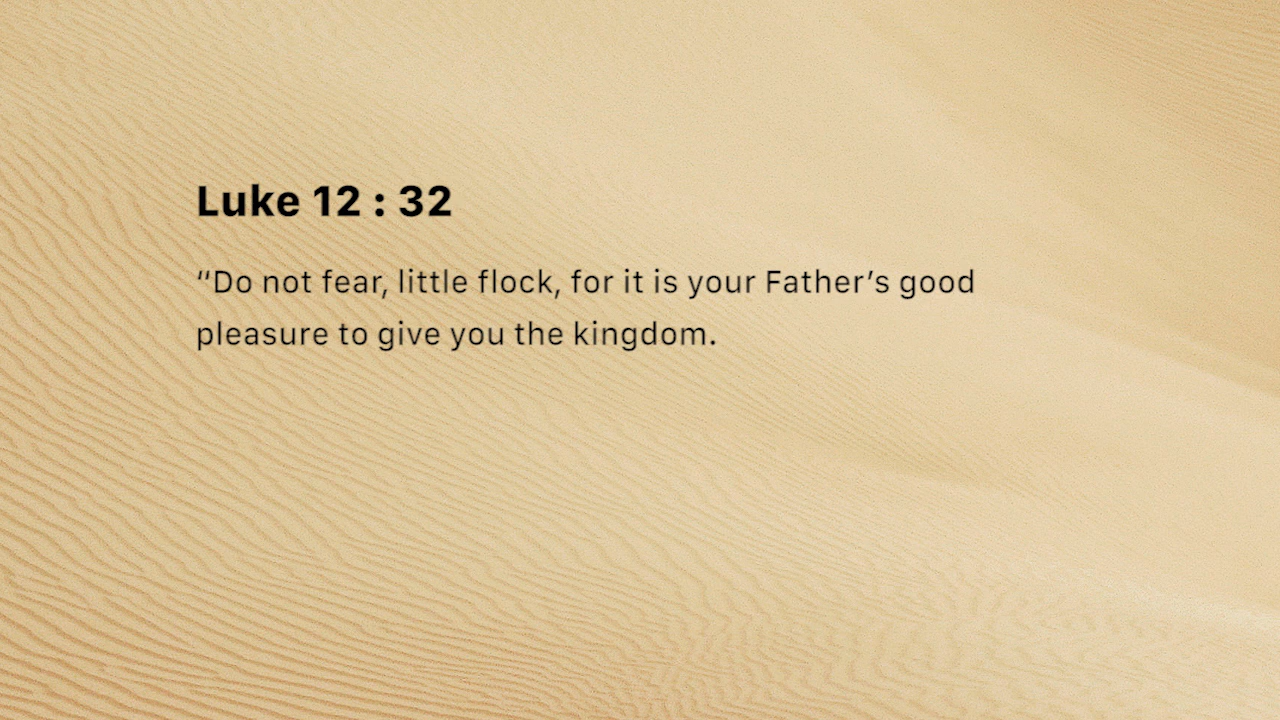 Luke 12 : 32
“Do not fear, little flock, for it is your Father’s good
pleasure to give you the kingdom.